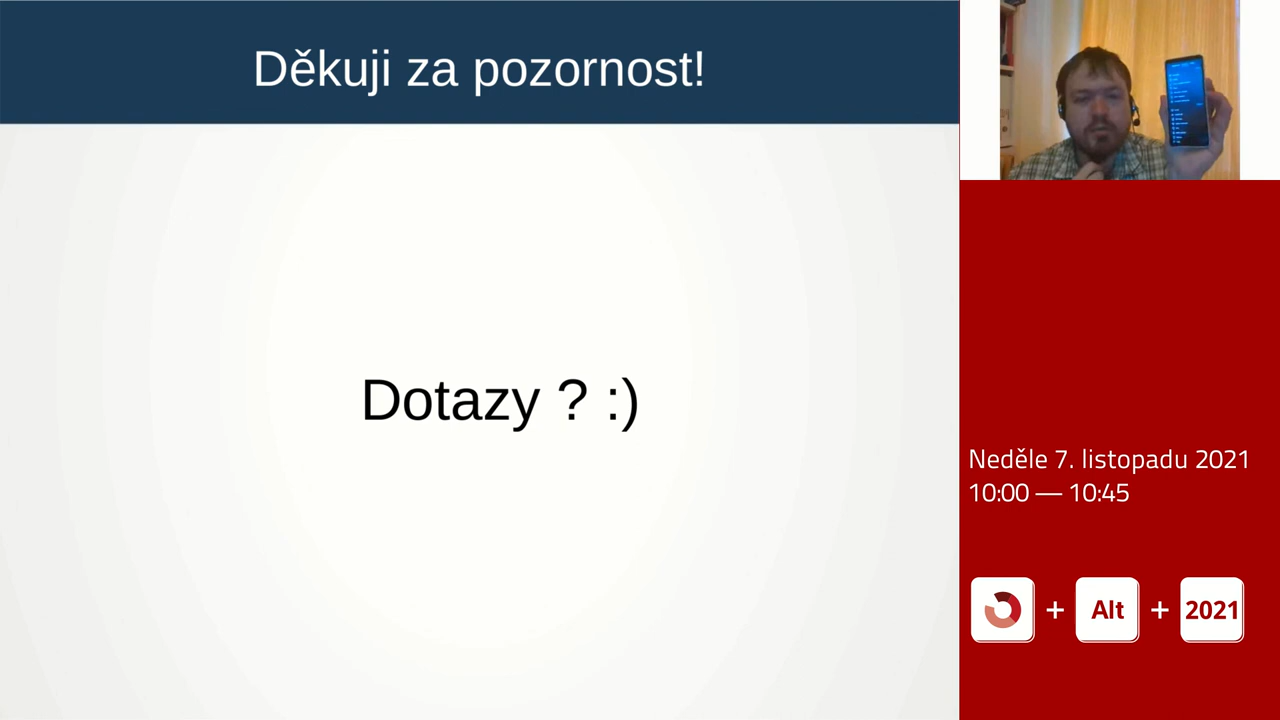 Děkuji za pozornost!
Dotazy ? :)
Neděle 7. listopadu 2021
10:00 — 10:45
+ Alt + 2021